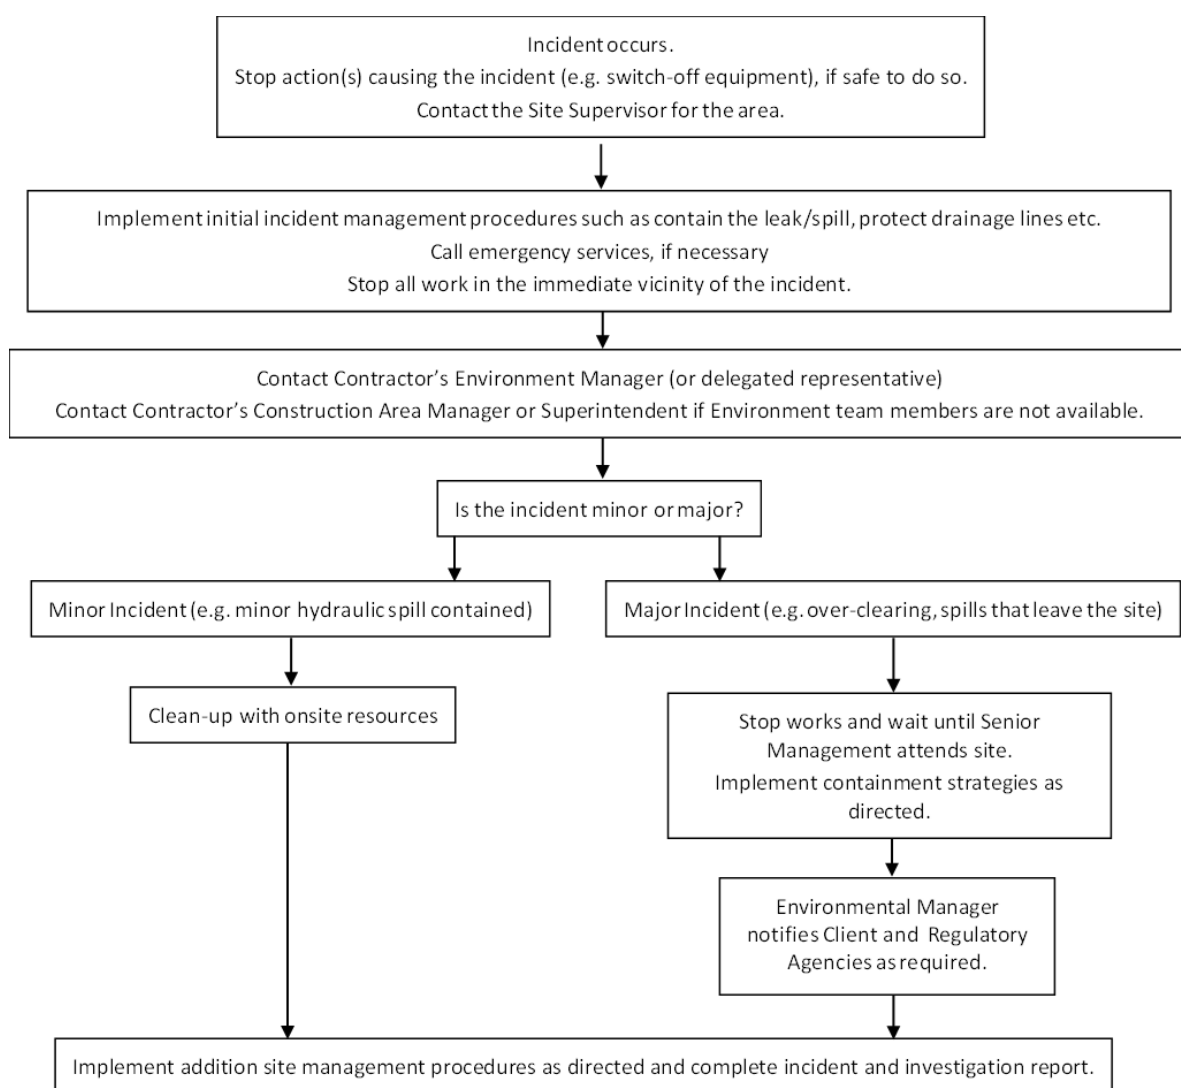 Incident occurs.
Stop action(s) causing the incident (e.g. switch-off equipment), if safe to do so.
Contact the Site Supervisor for the area.
Implement initial incident management procedures such as contain the leak/spill, protect drainage lines etc.
Call emergency services, if necessary
Stop all work in the immediate vicinity of the incident.
Contact Contractor’s Environment Manager (or delegated representative)
Contact Contractor’s Construction Area Manager or Superintendent if Environment team members are not available.
Is the incident minor or major?
Minor Incident (e.g. minor hydraulic spill contained)
Major Incident (e.g. over-clearing, spills that leave the site)
Clean-up with onsite resources
Stop works and wait until Senior
Management attends site.
Implement containment strategies as
directed.
Environmental Manager
notifies Client and Regulatory
Agencies as required.
Implement addition site management procedures as directed and complete incident and investigation report.